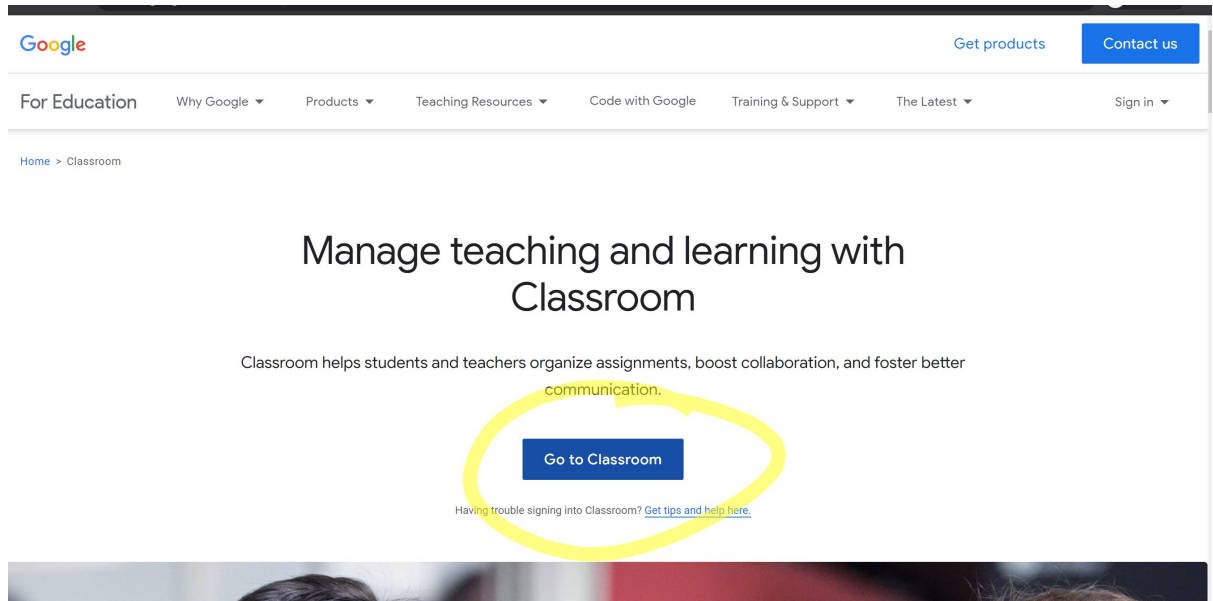 Google
Get products
Contact us
For Education
Why Google
Products
Teaching Resources
Code with Google
Training & Support
The Latest
Sign in
Home > Classroom
Manage teaching and learning with
Classroom
Classroom helps students and teachers organize assignments, boost collaboration, and foster better
communication.
Go to Classroom
Having trouble signing into Classroom? Get tips and help here.